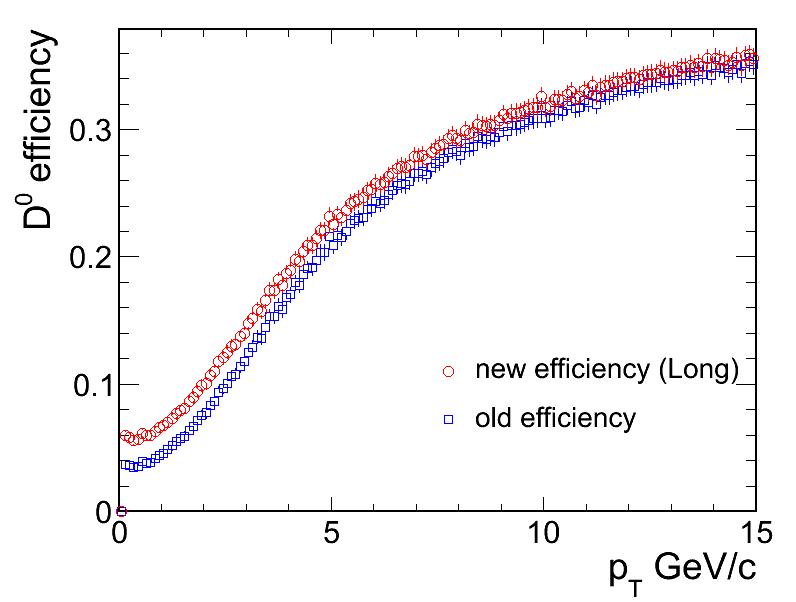 D⁰ efficiency
0.3
0.2
0.1
0
new efficiency (Long)
old efficiency
0
5
10
15
p_T GeV/c